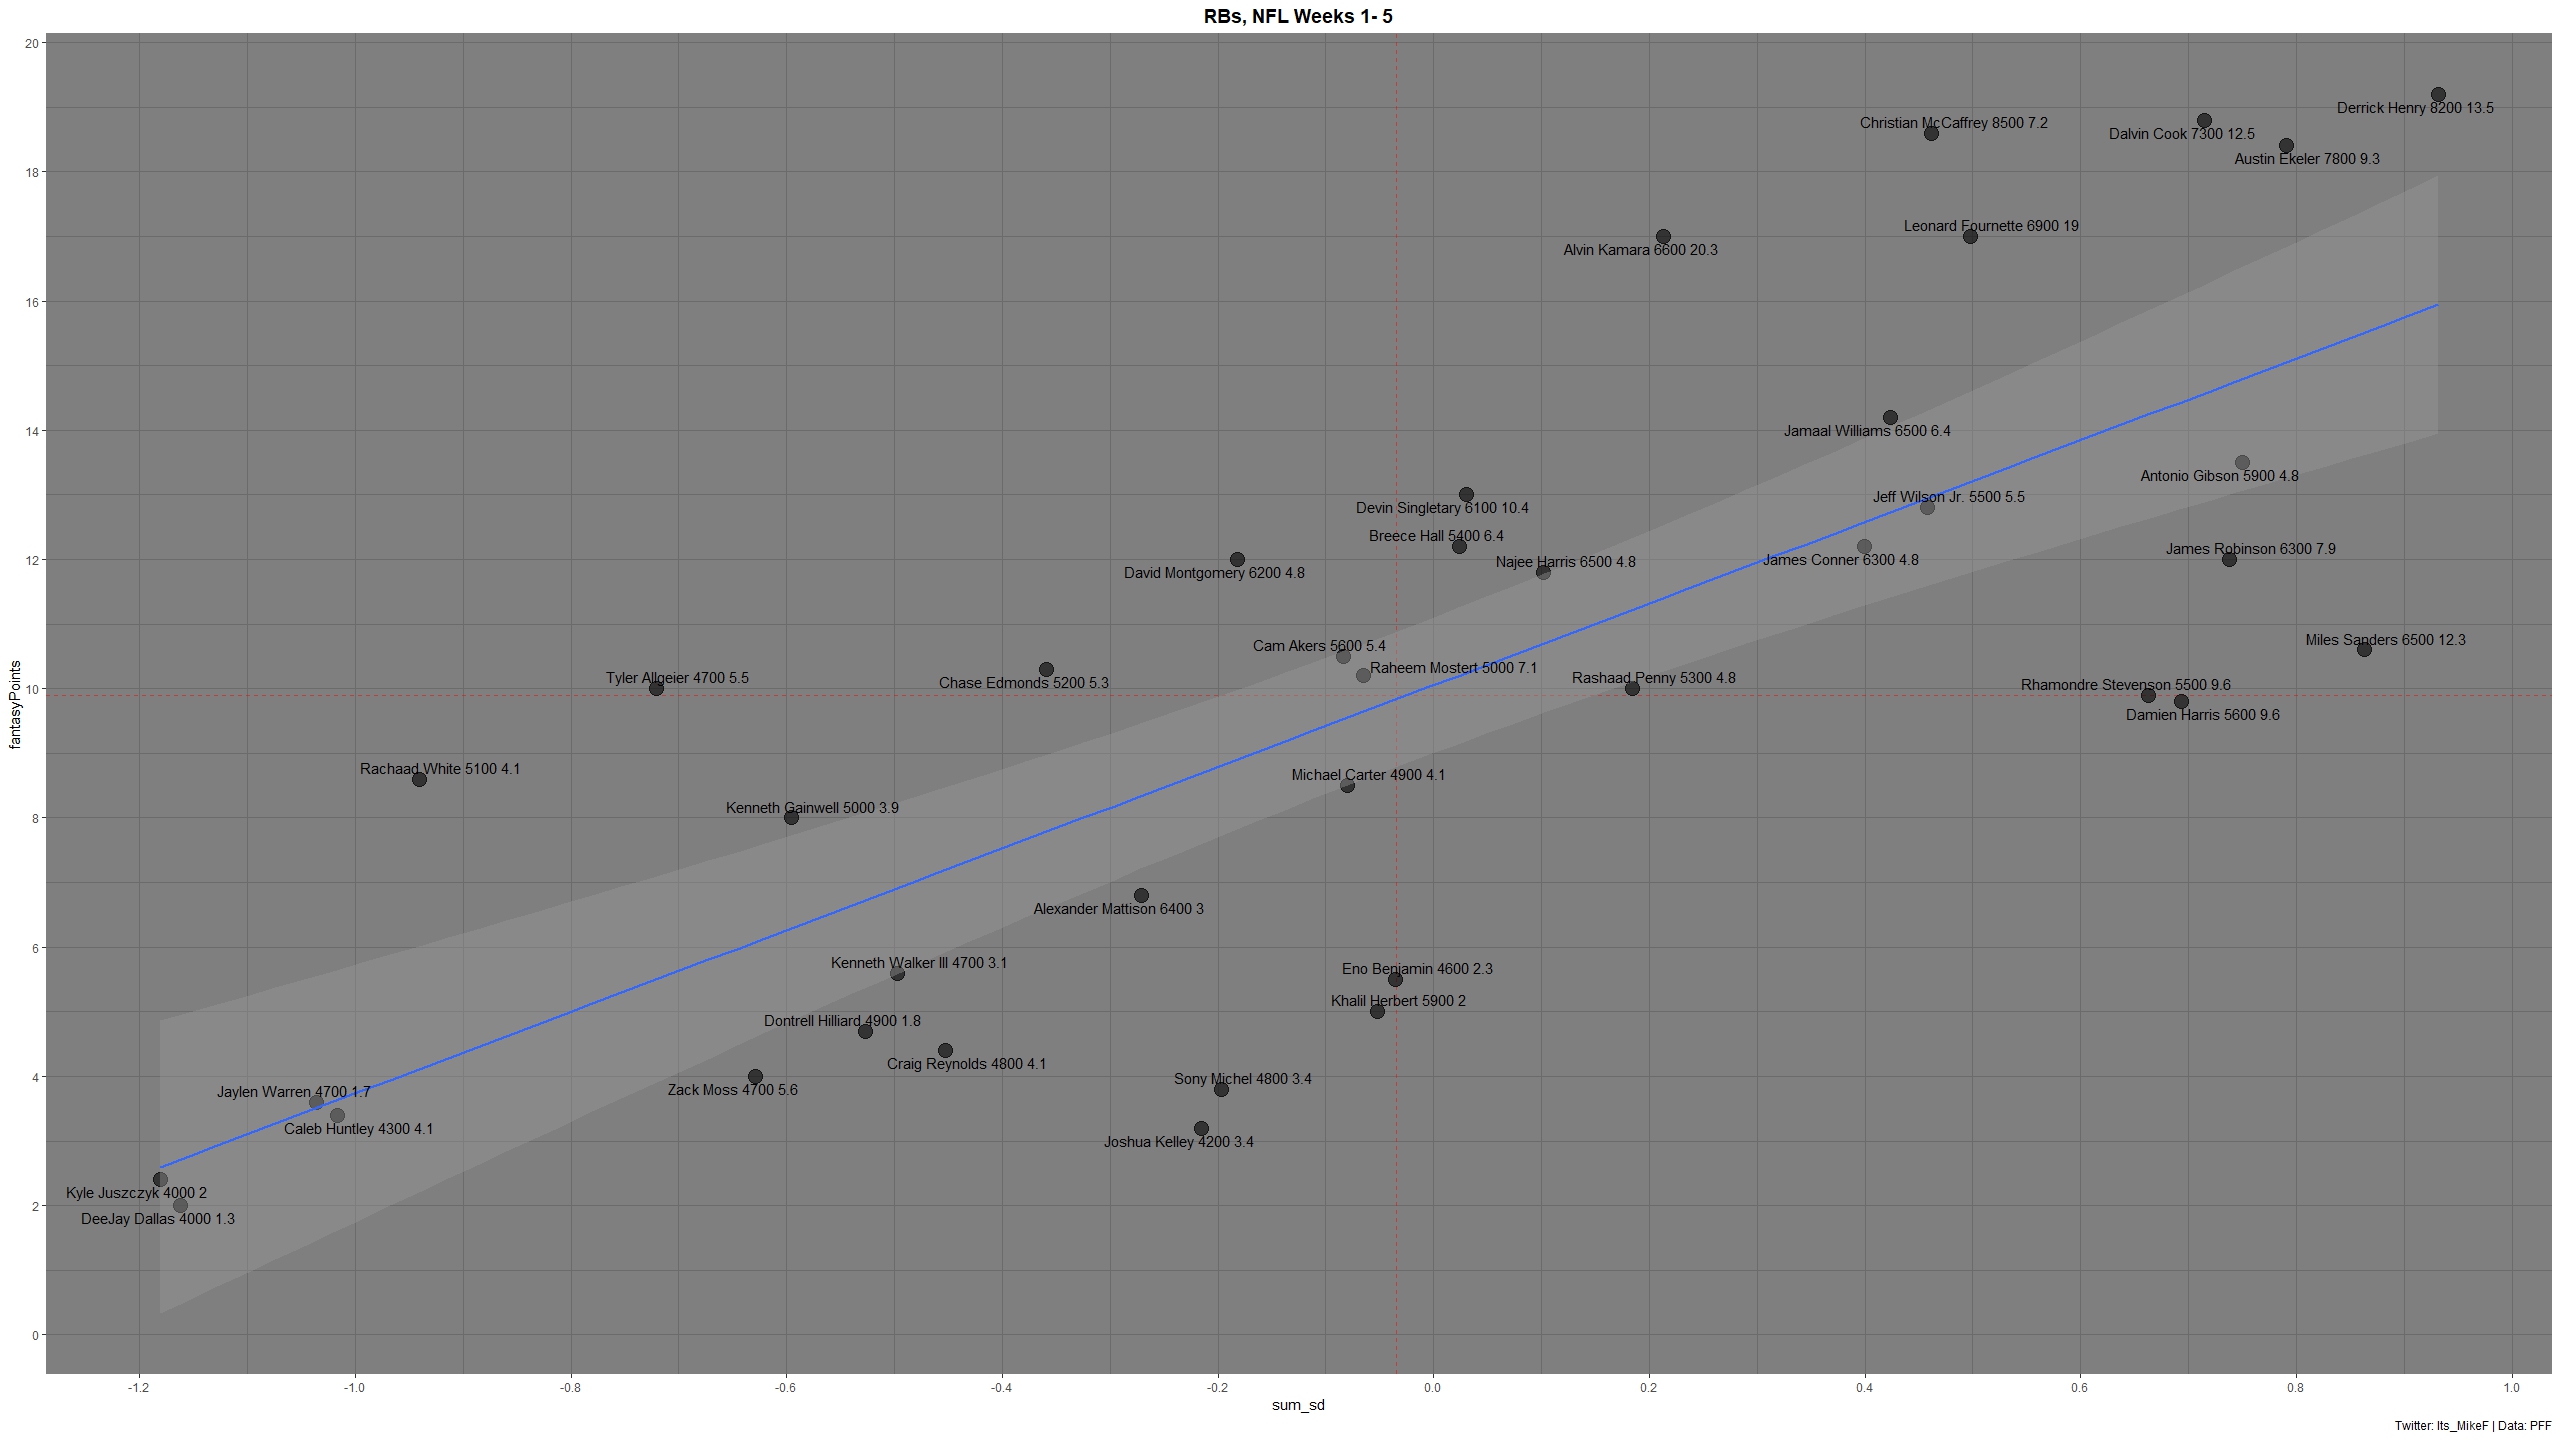 RBs, NFL Weeks 1- 5
20
18
16
14
12
10
8
6
4
2
0
fantasyPoints
Derrick Henry 8200 13.5
Christian McCaffrey 8500 7.2
Dalvin Cook 7300 12.5
Austin Ekeler 7800 9.3
Leonard Fournette 6900 19
Alvin Kamara 6600 20.3
Jamaal Williams 6500 6.4
Antonio Gibson 5900 4.8
Jeff Wilson Jr. 5500 5.5
Devin Singletary 6100 10.4
Breece Hall 5400 6.4
James Robinson 6300 7.9
Najee Harris 6500 4.8
James Conner 6300 4.8
David Montgomery 6200 4.8
Miles Sanders 6500 12.3
Cam Akers 5600 5.4
Raheem Mostert 5000 7.1
Tyler Allgeier 4700 5.5
Chase Edmonds 5200 5.3
Rashaad Penny 5300 4.8
Rhamondre Stevenson 5500 9.6
Damien Harris 5600 9.6
Rachaad White 5100 4.1
Michael Carter 4900 4.1
Kenneth Gainwell 5000 3.9
Alexander Mattison 6400 3
Kenneth Walker III 4700 3.1
Eno Benjamin 4600 2.3
Khalil Herbert 5900 2
Dontrell Hilliard 4900 1.8
Craig Reynolds 4800 4.1
Zack Moss 4700 5.6
Sony Michel 4800 3.4
Jaylen Warren 4700 1.7
Caleb Huntley 4300 4.1
Joshua Kelley 4200 3.4
Kyle Juszczyk 4000 2
DeeJay Dallas 4000 1.3
-1.2 -1.0 -0.8 -0.6 -0.4 -0.2 0.0 0.2 0.4 0.6 0.8 1.0
sum_sd
Twitter: Its_MikeF | Data: PFF